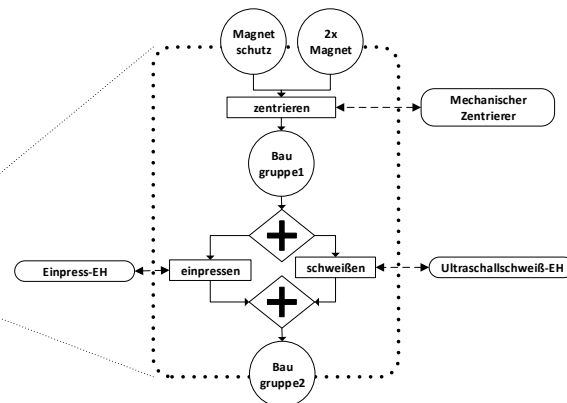 Magnet
schutz
2x
Magnet
zentrieren
Mechanischer
Zentrierer
Bau
gruppe1
Einpress-EH
einpressen
schweißen
Ultraschallschweiß-EH
Bau
gruppe2